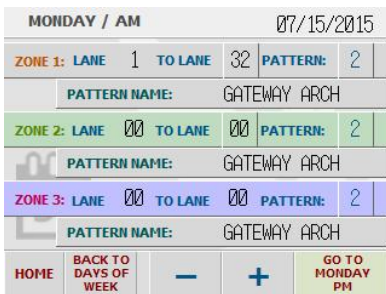 MONDAY / AM 07/15/2015
ZONE 1: LANE 1 TO LANE 32 PATTERN: 2
PATTERN NAME: GATEWAY ARCH
ZONE 2: LANE 00 TO LANE 00 PATTERN: 2
PATTERN NAME: GATEWAY ARCH
ZONE 3: LANE 00 TO LANE 00 PATTERN: 2
PATTERN NAME: GATEWAY ARCH
HOME BACK TO DAYS OF WEEK − + GO TO MONDAY PM